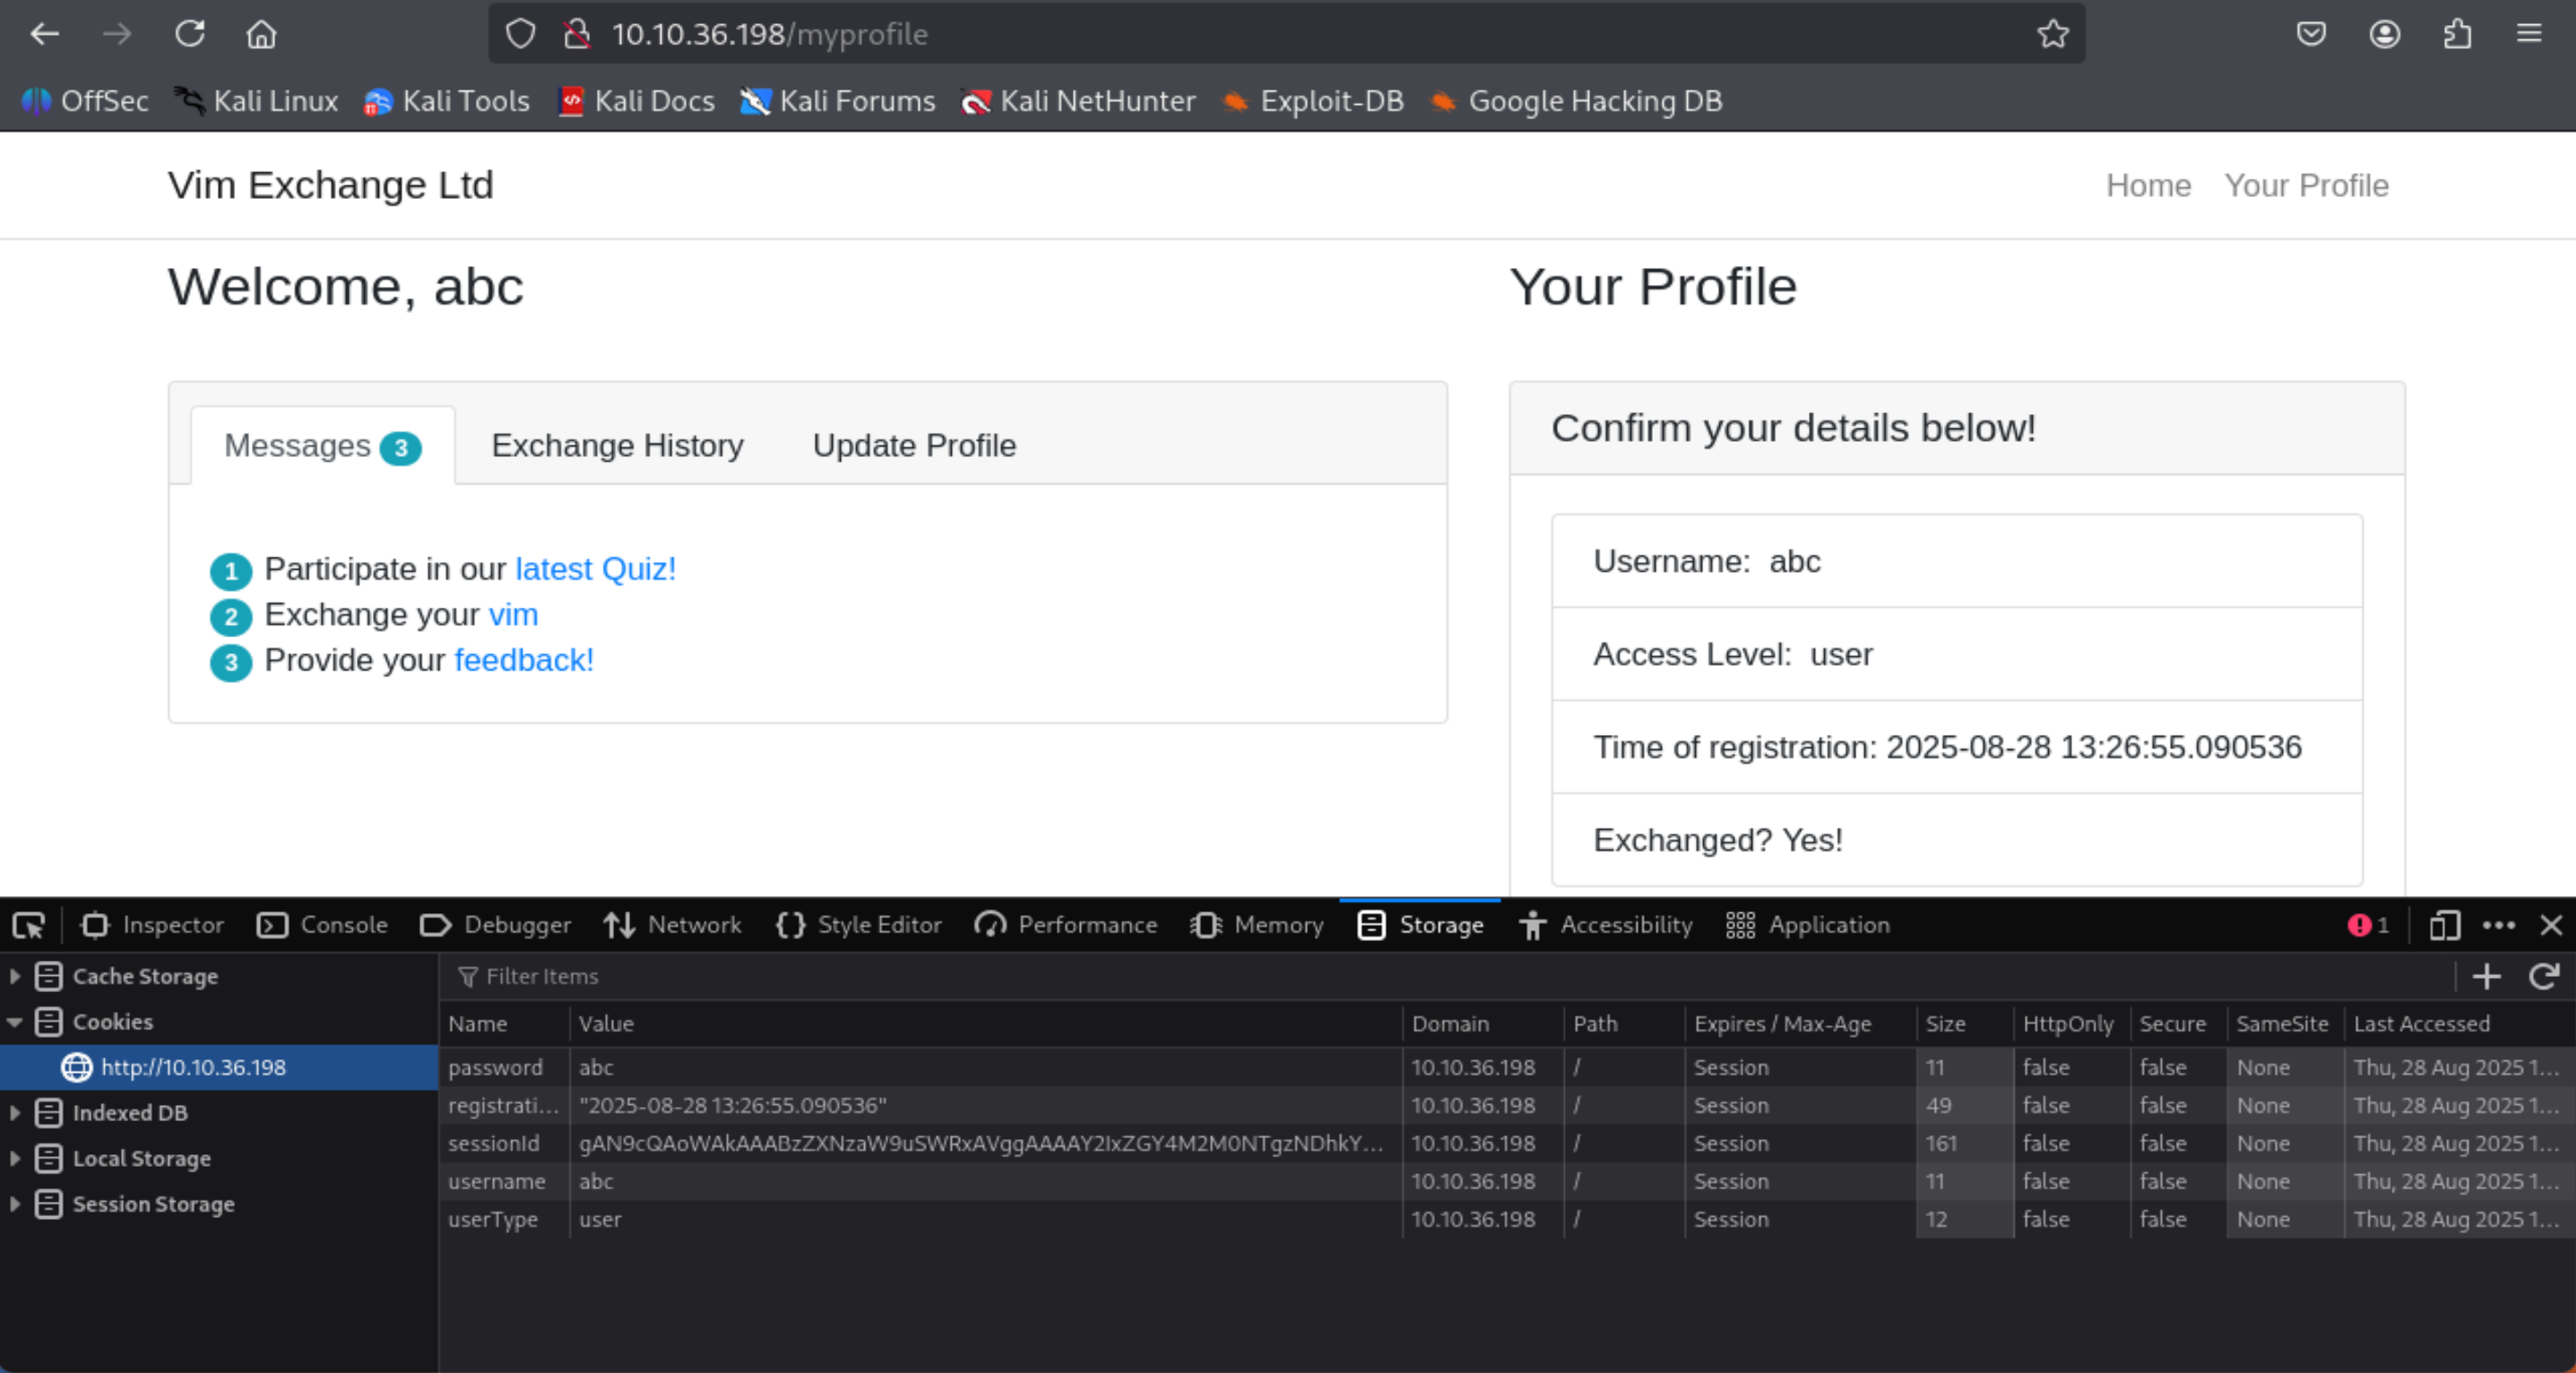 10.10.36.198/myprofile
OffSec Kali Linux Kali Tools Kali Docs Kali Forums Kali NetHunter Exploit-DB Google Hacking DB
Vim Exchange Ltd
Home Your Profile
Welcome, abc
Messages 3 Exchange History Update Profile
1 Participate in our latest Quiz!
2 Exchange your vim
3 Provide your feedback!
Your Profile
Confirm your details below!
Username: abc
Access Level: user
Time of registration: 2025-08-28 13:26:55.090536
Exchanged? Yes!
Inspector Console Debugger Network Style Editor Performance Memory Storage Accessibility Application 1
Cache Storage
Cookies
http://10.10.36.198
Indexed DB
Local Storage
Session Storage
Filter Items
Name Value Domain Path Expires / Max-Age Size HttpOnly Secure SameSite Last Accessed
password abc 10.10.36.198 / Session 11 false false None Thu, 28 Aug 2025 1...
registrati... "2025-08-28 13:26:55.090536" 10.10.36.198 / Session 49 false false None Thu, 28 Aug 2025 1...
sessionId gAN9cQAoWAkAAABzZXNzaW9uSWRxAVggAAAAY2IxZGY4M2M0NTgzNDhkY... 10.10.36.198 / Session 161 false false None Thu, 28 Aug 2025 1...
username abc 10.10.36.198 / Session 11 false false None Thu, 28 Aug 2025 1...
userType user 10.10.36.198 / Session 12 false false None Thu, 28 Aug 2025 1...